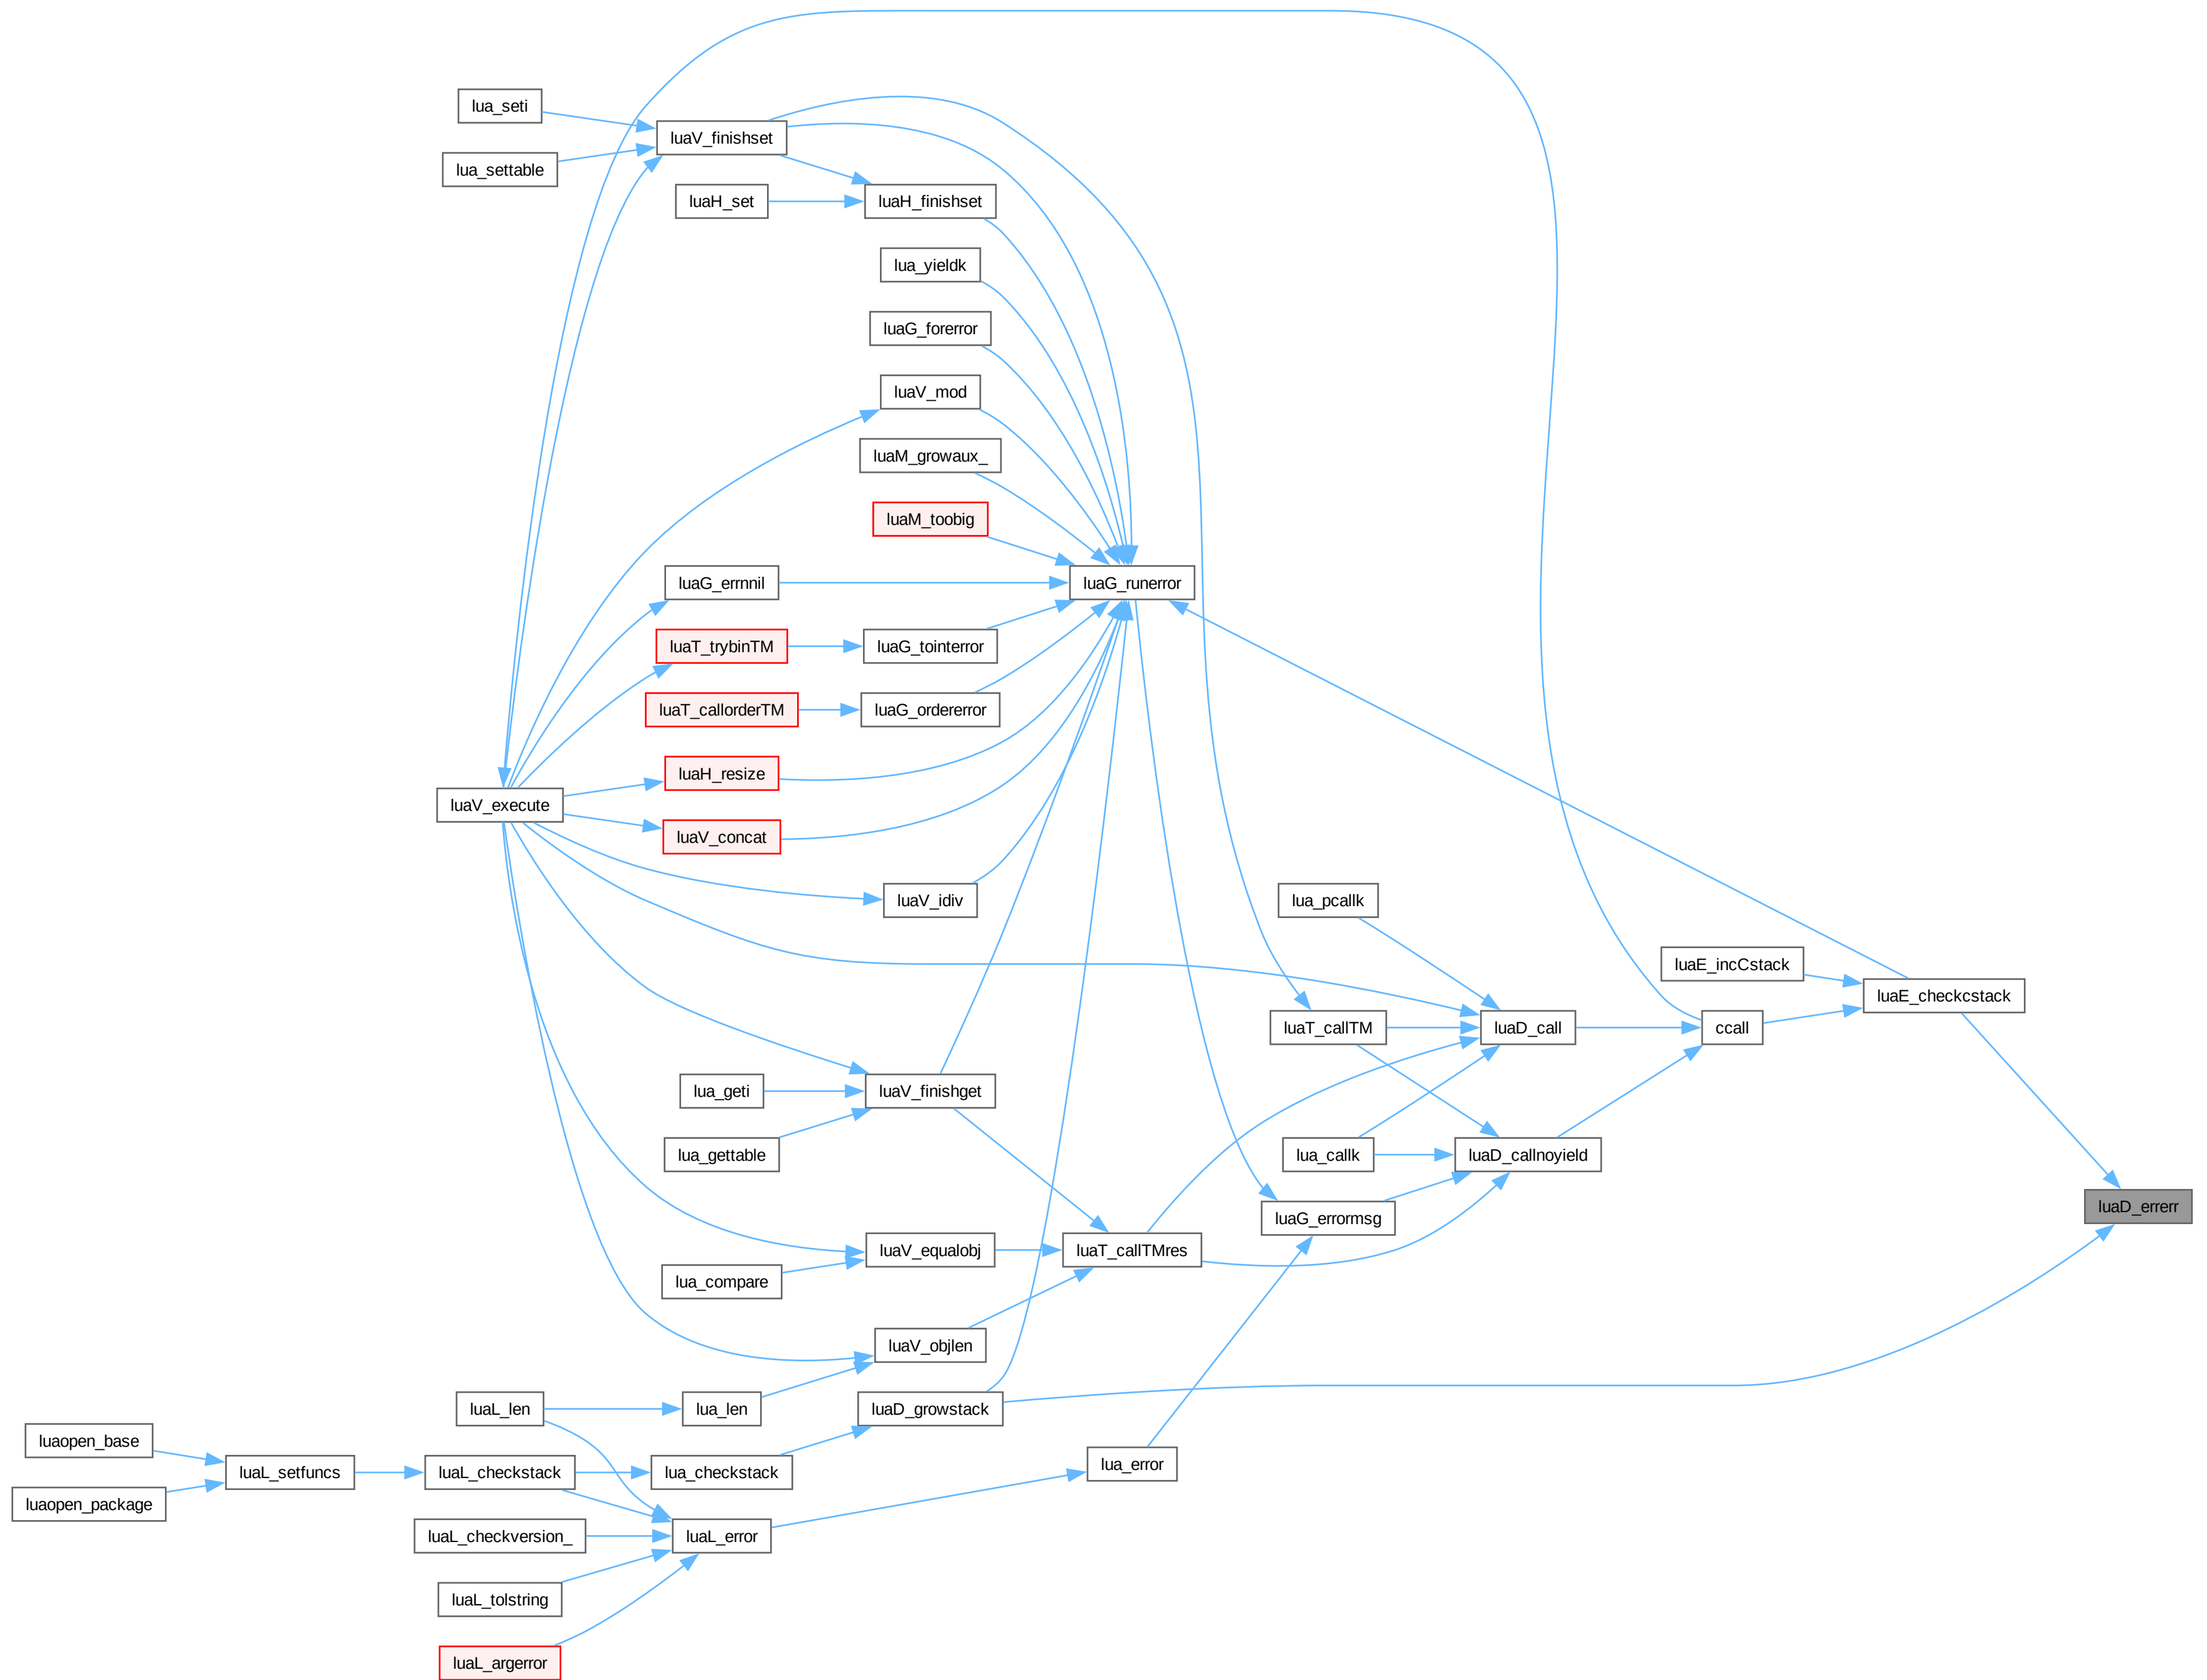 lua_seti
luaV_finishset
lua_settable
luaH_set
luaH_finishset
lua_yieldk
luaG_forerror
luaV_mod
luaM_growaux_
luaM_toobig
luaG_errnnil
luaG_runerror
luaT_trybinTM
luaG_tointerror
luaT_callorderTM
luaG_ordererror
luaH_resize
luaV_execute
luaV_concat
luaV_idiv
lua_pcallk
luaE_incCstack
luaE_checkcstack
luaT_callTM
luaD_call
ccall
lua_geti
luaV_finishget
lua_gettable
lua_callk
luaD_callnoyield
luaD_errerr
luaG_errormsg
luaV_equalobj
luaT_callTMres
lua_compare
luaV_objlen
luaL_len
lua_len
luaD_growstack
luaopen_base
luaL_setfuncs
luaL_checkstack
lua_checkstack
lua_error
luaopen_package
luaL_checkversion_
luaL_error
luaL_tolstring
luaL_argerror